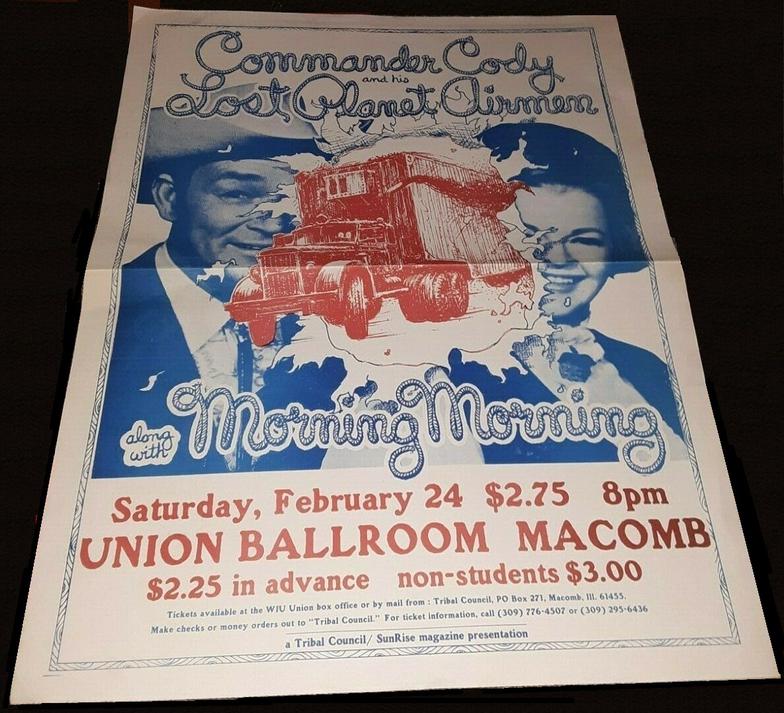 Commander Cody
and his
Lost Planet Airmen
along
with
Morning Morning
Saturday, February 24 $2.75 8pm
UNION BALLROOM MACOMB
$2.25 in advance non-students $3.00
Tickets available at the WIU Union box office or by mail from : Tribal Council, PO Box 271, Macomb, Ill. 61455.
Make checks or money orders out to "Tribal Council." For ticket information, call (309) 776-4507 or (309) 295-6436
a Tribal Council/ SunRise magazine presentation